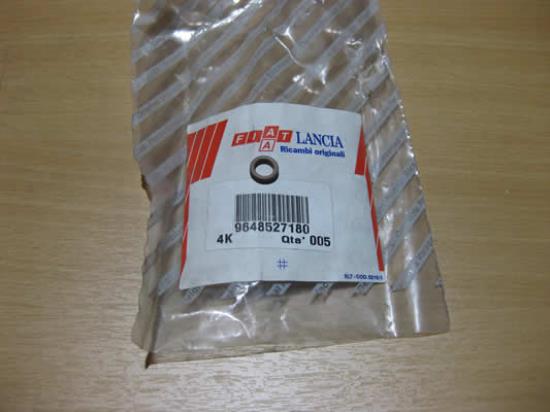 FIAT LANCIA
A
Ricambi originali
9648527180
4K Qta' 005
#